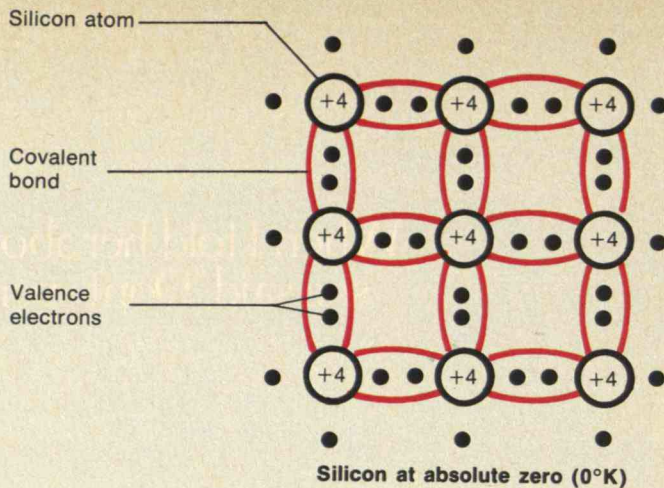 Silicon atom
+4 +4 +4
Covalent
bond
+4 +4 +4
Valence
electrons
+4 +4 +4
Silicon at absolute zero (0°K)